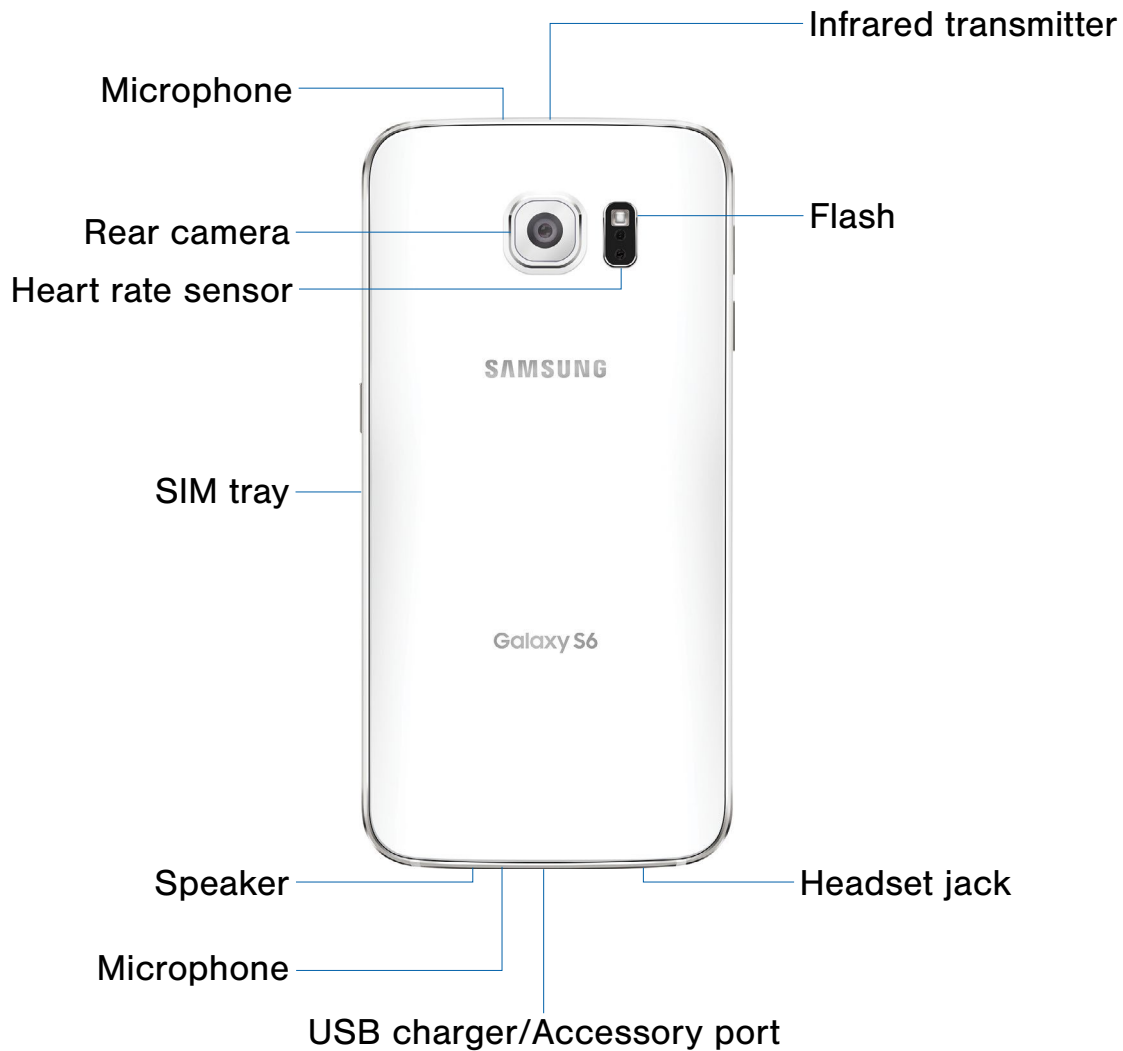 Infrared transmitter
Microphone
Flash
Rear camera
Heart rate sensor
SAMSUNG
SIM tray
Galaxy S6
Speaker
Headset jack
Microphone
USB charger/Accessory port